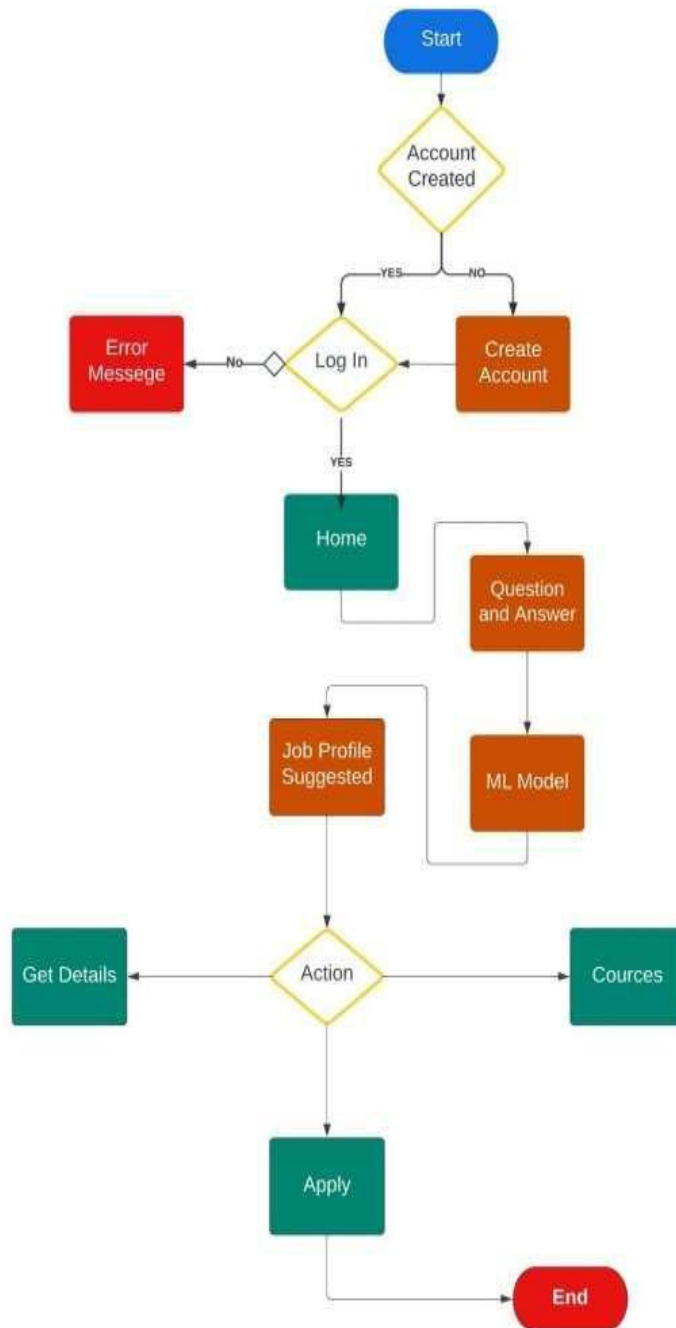 Start
Account
Created
YES
NO
Error
Messege
No
Log In
Create
Account
YES
Home
Question
and Answer
Job Profile
Suggested
ML Model
Get Details
Action
Cources
Apply
End